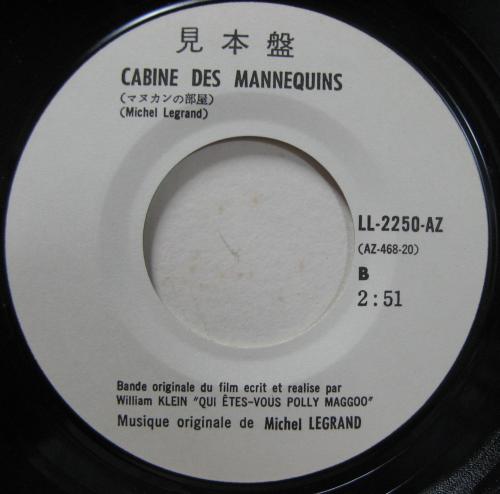 見本盤
CABINE DES MANNEQUINS
(マヌカンの部屋)
(Michel Legrand)
LL-2250-AZ
(AZ-468-20)
B
2:51
Bande originale du film ecrit et realise par
William KLEIN "QUI ÊTES-VOUS POLLY MAGGOO"
Musique originale de Michel LEGRAND